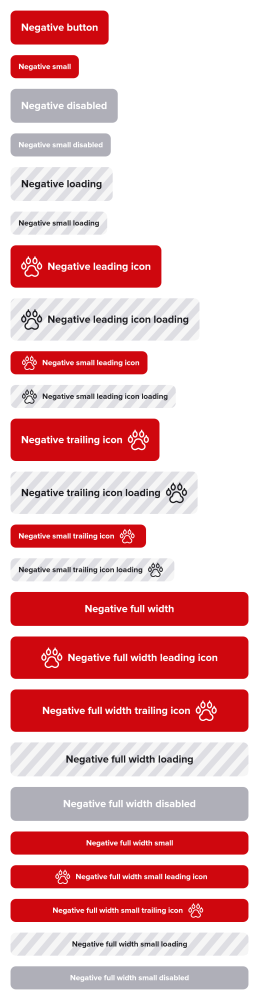 Negative button
Negative small
Negative disabled
Negative small disabled
Negative loading
Negative small loading
Negative leading icon
Negative leading icon loading
Negative small leading icon
Negative small leading icon loading
Negative trailing icon
Negative trailing icon loading
Negative small trailing icon
Negative small trailing icon loading
Negative full width
Negative full width leading icon
Negative full width trailing icon
Negative full width loading
Negative full width disabled
Negative full width small
Negative full width small leading icon
Negative full width small trailing icon
Negative full width small loading
Negative full width small disabled